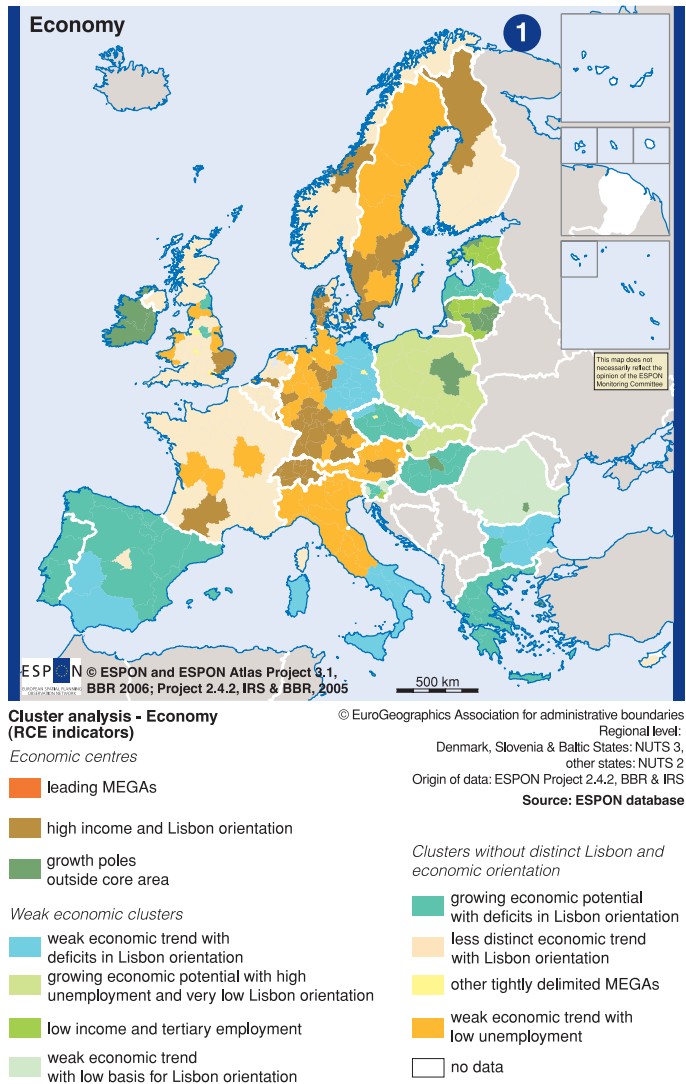 Economy
1
This map does not
necessarily reflect the
opinion of the ESPON
Monitoring Committee
ESPON
EUROPEAN SPATIAL PLANNING
OBSERVATION NETWORK
© ESPON and ESPON Atlas Project 3.1,
BBR 2006; Project 2.4.2, IRS & BBR, 2005
500 km
© EuroGeographics Association for administrative boundaries
Regional level:
Denmark, Slovenia & Baltic States: NUTS 3,
other states: NUTS 2
Origin of data: ESPON Project 2.4.2, BBR & IRS
Source: ESPON database
Cluster analysis - Economy
(RCE indicators)
Economic centres
leading MEGAs
high income and Lisbon orientation
growth poles
outside core area
Weak economic clusters
weak economic trend with
deficits in Lisbon orientation
growing economic potential with high
unemployment and very low Lisbon orientation
low income and tertiary employment
weak economic trend
with low basis for Lisbon orientation
Clusters without distinct Lisbon and
economic orientation
growing economic potential
with deficits in Lisbon orientation
less distinct economic trend
with Lisbon orientation
other tightly delimited MEGAs
weak economic trend with
low unemployment
no data